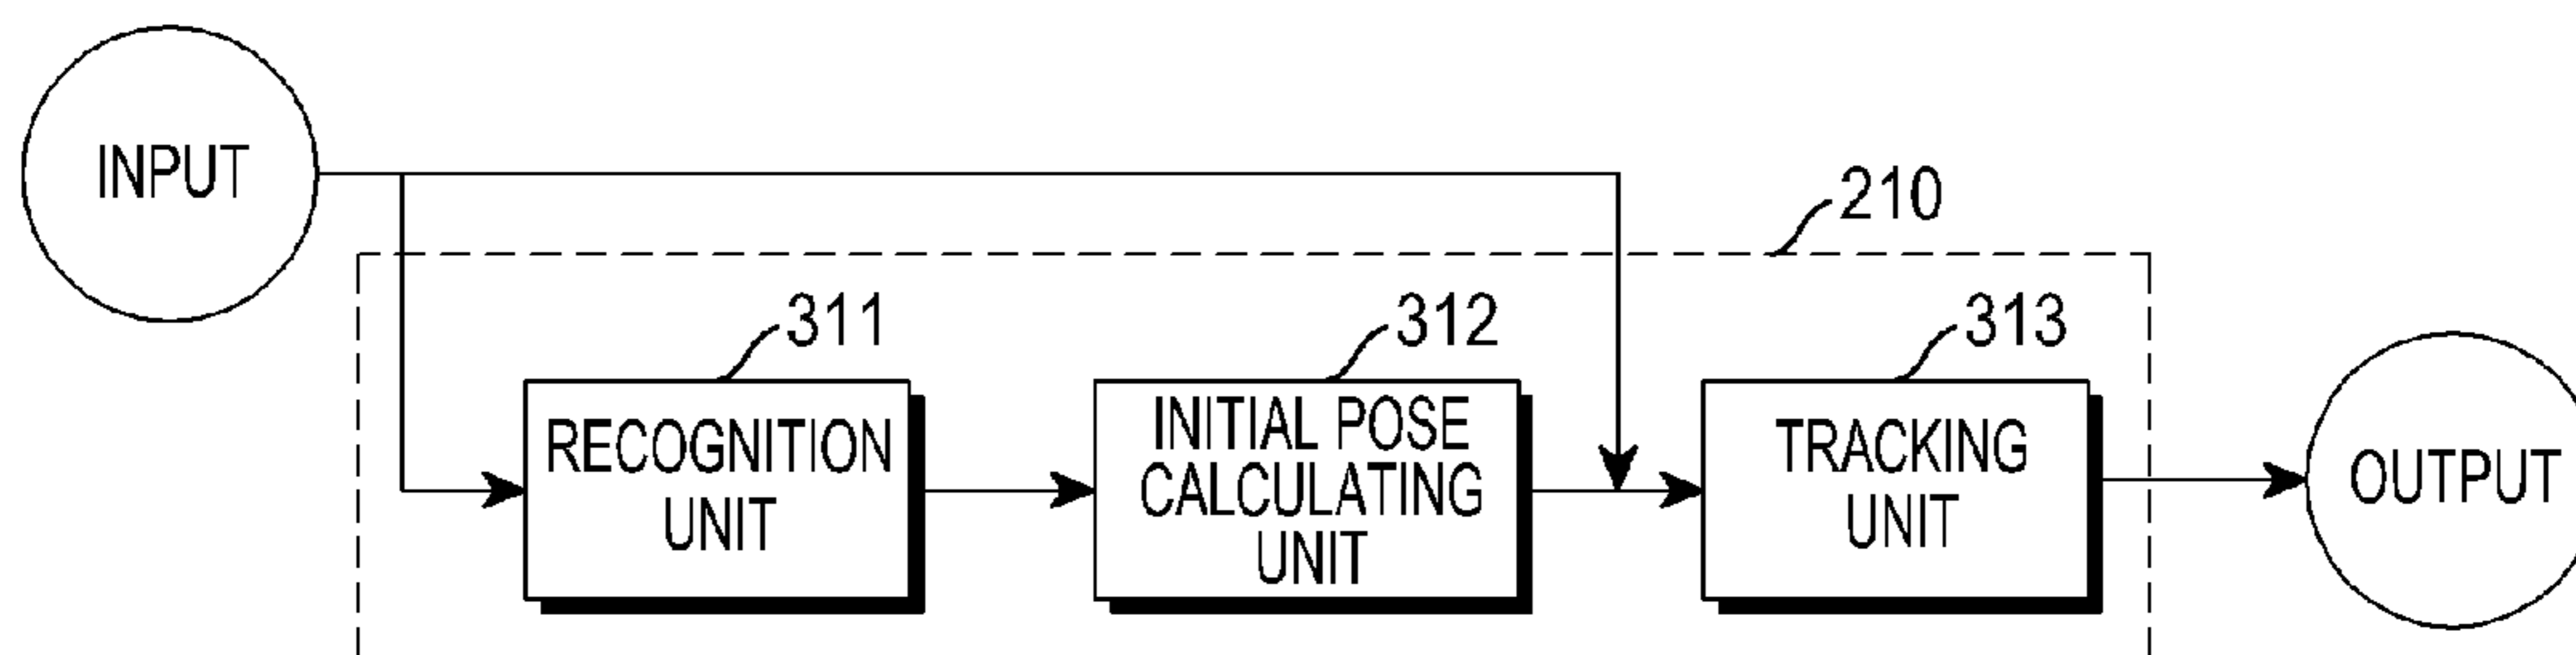 INPUT
210
311
312
313
RECOGNITION
UNIT
INITIAL POSE
CALCULATING
UNIT
TRACKING
UNIT
OUTPUT